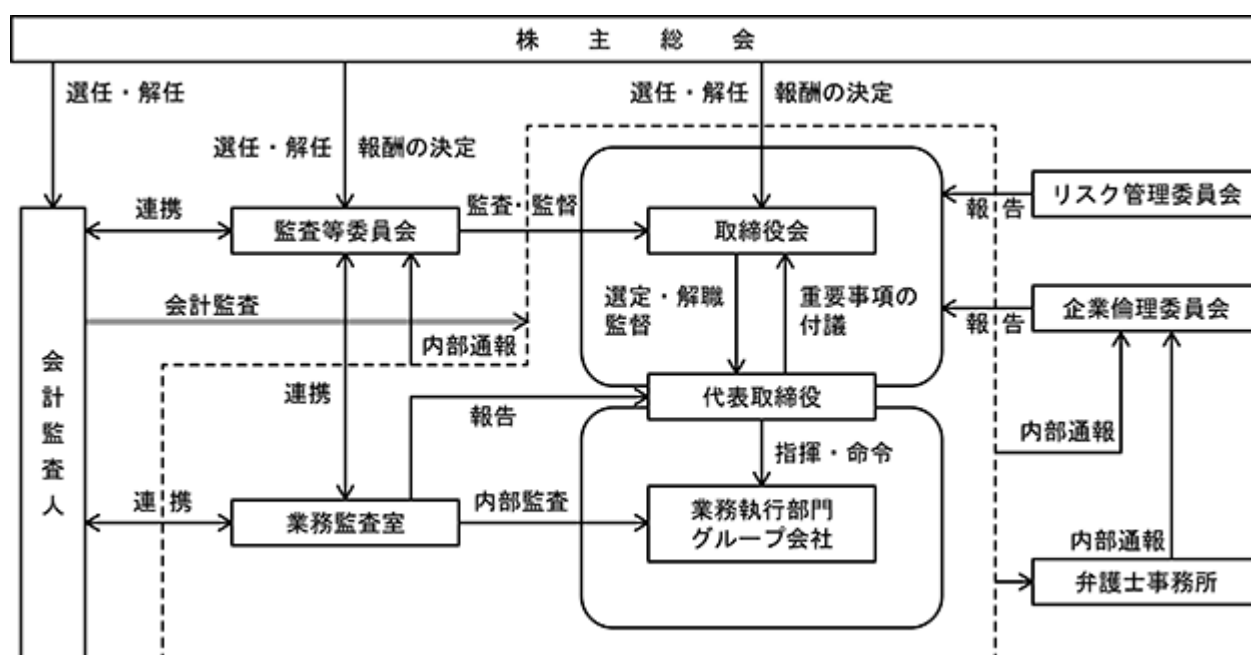 株主総会
選任・解任
選任・解任
報酬の決定
選任・解任
報酬の決定
連携
監査等委員会
監査・監督
取締役会
報告
リスク管理委員会
会計監査
内部通報
選定・解職
監督
重要事項の
付議
報告
企業倫理委員会
会計監査人
連携
報告
代表取締役
内部通報
指揮・命令
連携
業務監査室
内部監査
業務執行部門
グループ会社
内部通報
弁護士事務所